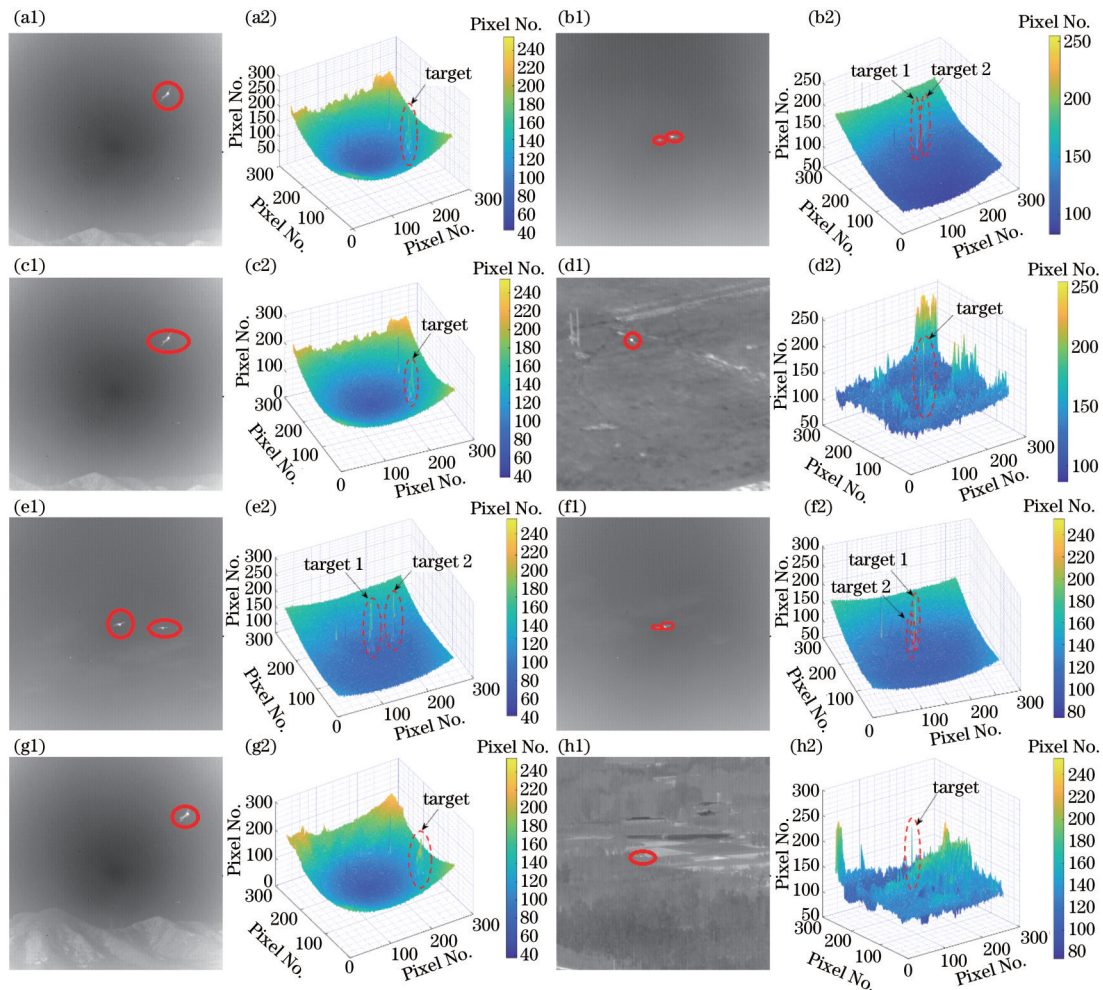 (a1)
(a2)
Pixel No.
300
250
200
150
100
50
300
200
100
0
100
200
300
Pixel No.
Pixel No.
target
Pixel No.
240
220
200
180
160
140
120
100
80
60
40
(b1)
(b2)
Pixel No.
250
200
150
100
50
300
200
100
0
100
200
300
Pixel No.
Pixel No.
target 1
target 2
Pixel No.
250
200
150
100
(c1)
(c2)
Pixel No.
300
200
100
0
300
200
100
0
100
200
300
Pixel No.
Pixel No.
target
Pixel No.
240
220
200
180
160
140
120
100
80
60
40
(d1)
(d2)
Pixel No.
250
200
150
100
50
300
200
100
0
100
200
300
Pixel No.
Pixel No.
target
Pixel No.
250
200
150
100
(e1)
(e2)
Pixel No.
300
250
200
150
100
50
300
200
100
0
100
200
300
Pixel No.
Pixel No.
target 1
target 2
Pixel No.
240
220
200
180
160
140
120
100
80
60
40
(f1)
(f2)
Pixel No.
300
250
200
150
100
50
300
200
100
0
100
200
300
Pixel No.
Pixel No.
target 1
target 2
Pixel No.
240
220
200
180
160
140
120
100
80
(g1)
(g2)
Pixel No.
300
200
100
0
300
200
100
0
100
200
300
Pixel No.
Pixel No.
target
Pixel No.
240
220
200
180
160
140
120
100
80
60
40
(h1)
(h2)
Pixel No.
300
250
200
150
100
50
300
200
100
0
100
200
300
Pixel No.
Pixel No.
target
Pixel No.
240
220
200
180
160
140
120
100
80